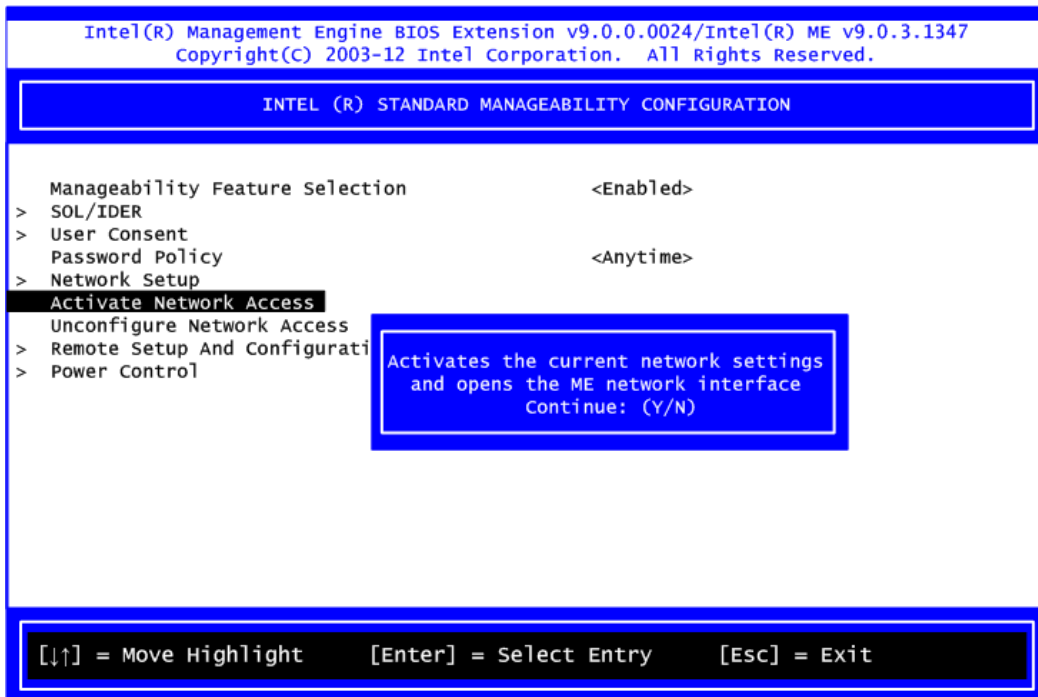 Intel(R) Management Engine BIOS Extension v9.0.0.0024/Intel(R) ME v9.0.3.1347
Copyright(C) 2003-12 Intel Corporation. All Rights Reserved.
INTEL (R) STANDARD MANAGEABILITY CONFIGURATION
Manageability Feature Selection <Enabled>
> SOL/IDER
> User Consent
Password Policy <Anytime>
> Network Setup
Activate Network Access
Unconfigure Network Access
> Remote Setup And Configurati
> Power Control
Activates the current network settings
and opens the ME network interface
Continue: (Y/N)
[↓↑] = Move Highlight [Enter] = Select Entry [Esc] = Exit